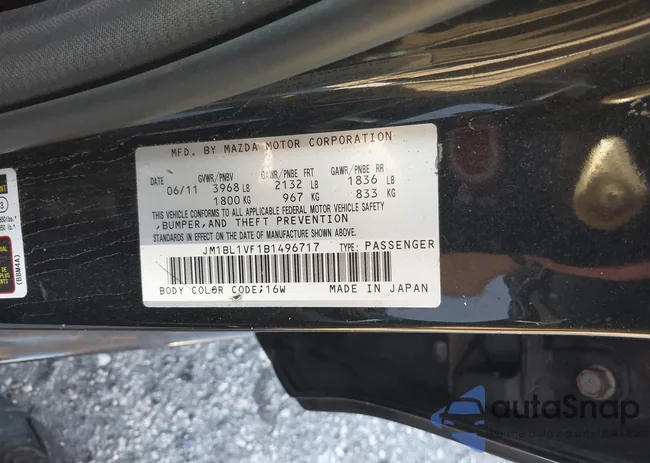 MFD. BY MAZDA MOTOR CORPORATION
DATE GVWR/PNBV GAWR/PNBE FRT GAWR/PNBE RR
06/11 3968 LB 2132 LB 1836 LB
1800 KG 967 KG 833 KG
THIS VEHICLE CONFORMS TO ALL APPLICABLE FEDERAL MOTOR VEHICLE SAFETY
,BUMPER,AND THEFT PREVENTION
STANDARDS IN EFFECT ON THE DATE OF MANUFACTURE SHOWN ABOVE.
JM1BL1VF1B1496717 TYPE: PASSENGER
BODY COLOR CODE;16W MADE IN JAPAN
(BBM4A)
autoSnap